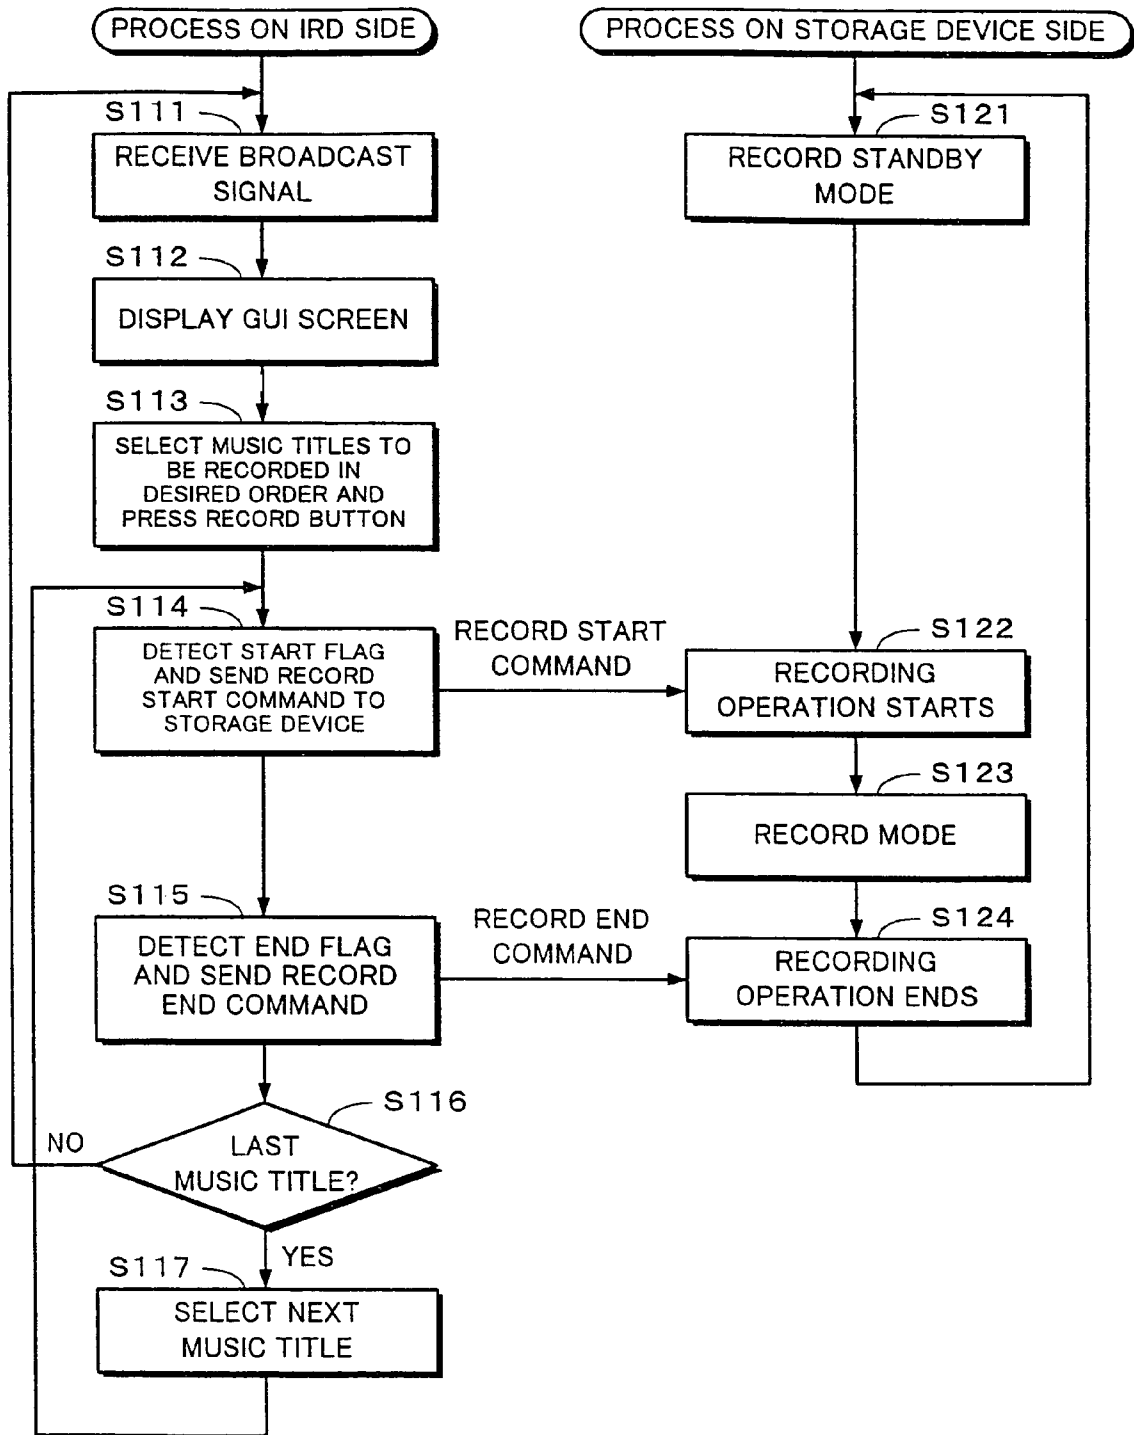 PROCESS ON IRD SIDE
PROCESS ON STORAGE DEVICE SIDE
S111
RECEIVE BROADCAST
SIGNAL
S112
DISPLAY GUI SCREEN
S113
SELECT MUSIC TITLES TO
BE RECORDED IN
DESIRED ORDER AND
PRESS RECORD BUTTON
S114
DETECT START FLAG
AND SEND RECORD
START COMMAND TO
STORAGE DEVICE
RECORD START
COMMAND
S115
DETECT END FLAG
AND SEND RECORD
END COMMAND
RECORD END
COMMAND
S116
LAST
MUSIC TITLE?
NO
YES
S117
SELECT NEXT
MUSIC TITLE
S121
RECORD STANDBY
MODE
S122
RECORDING
OPERATION STARTS
S123
RECORD MODE
S124
RECORDING
OPERATION ENDS